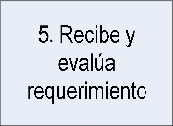 5. Recibe y
evalúa
requerimiento